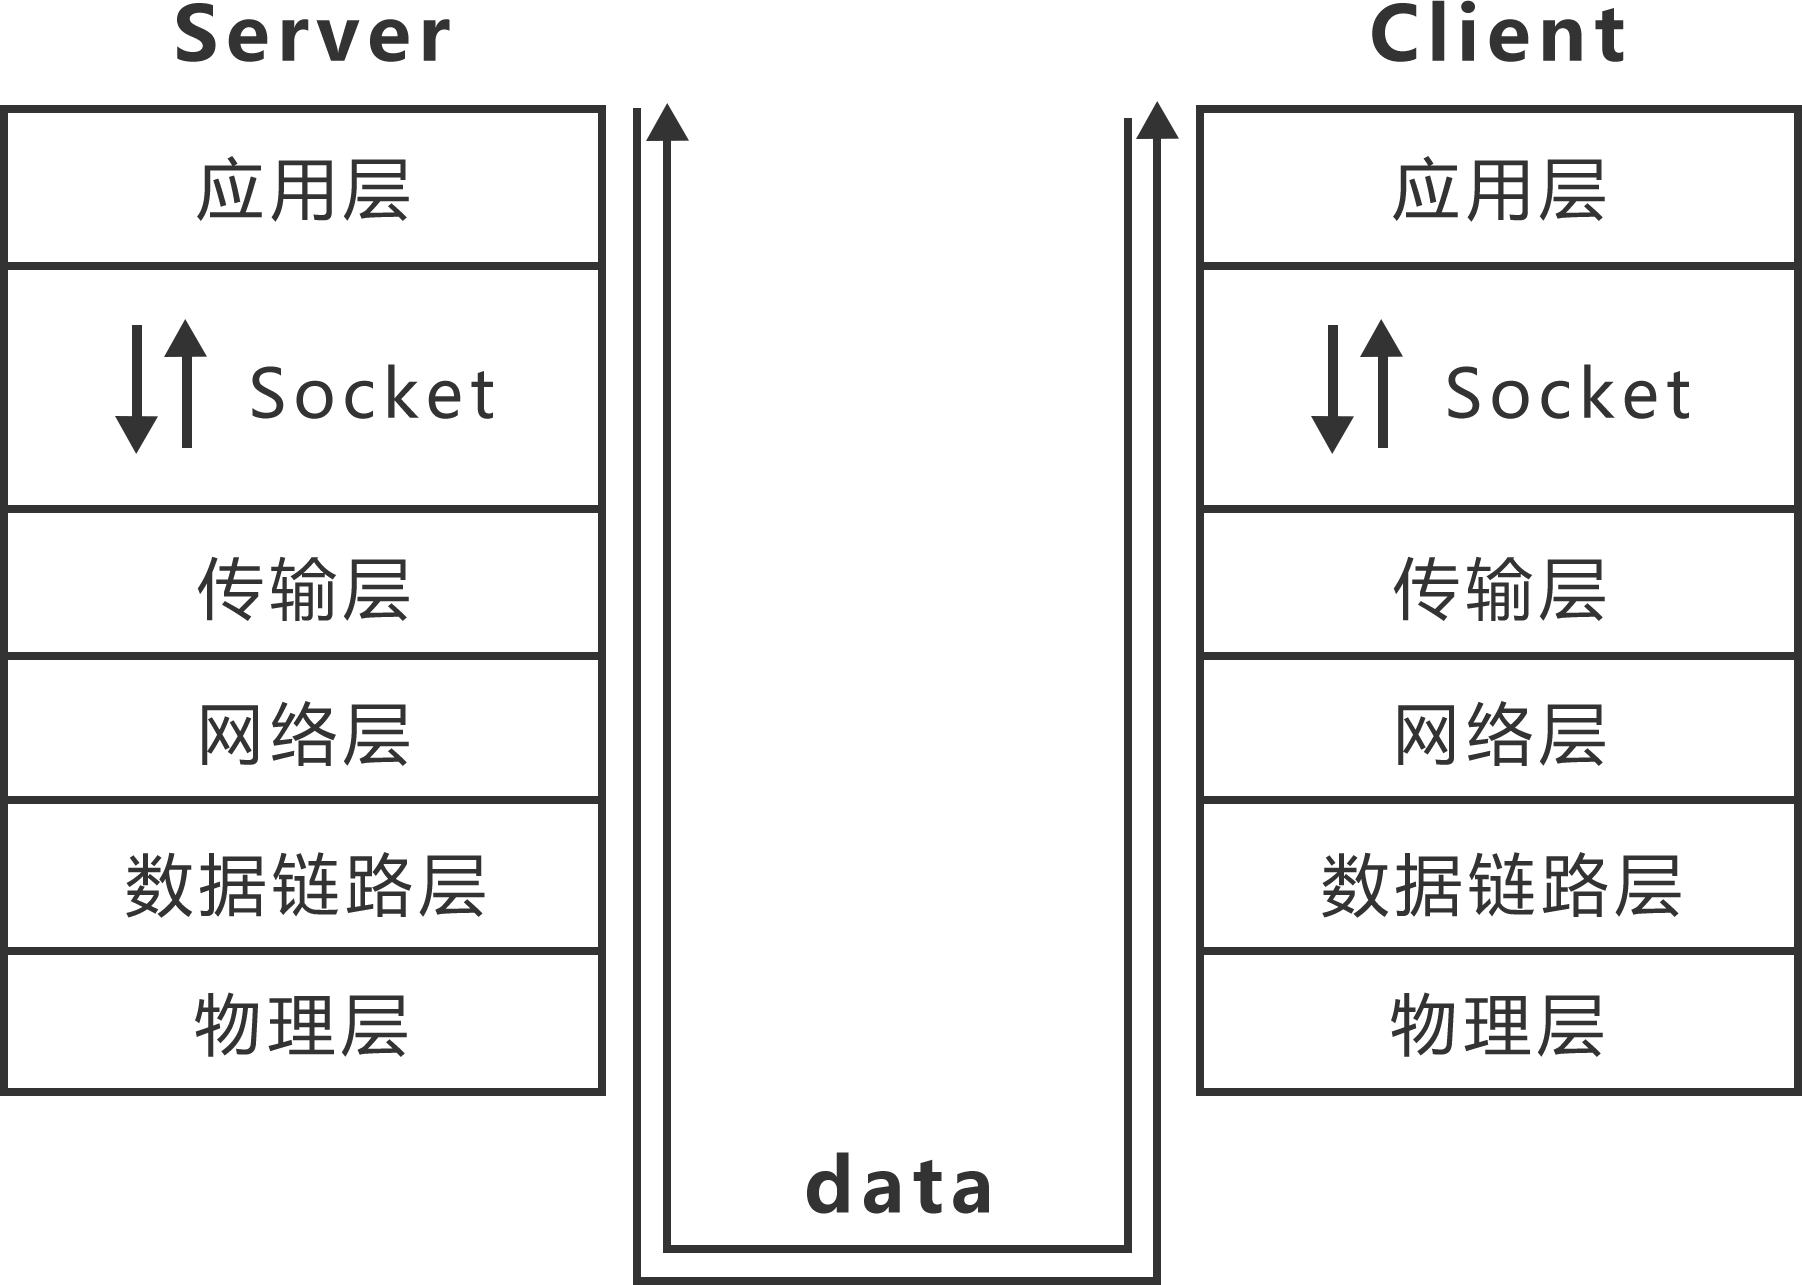 Server
应用层
Socket
传输层
网络层
数据链路层
物理层
Client
应用层
Socket
传输层
网络层
数据链路层
物理层
data